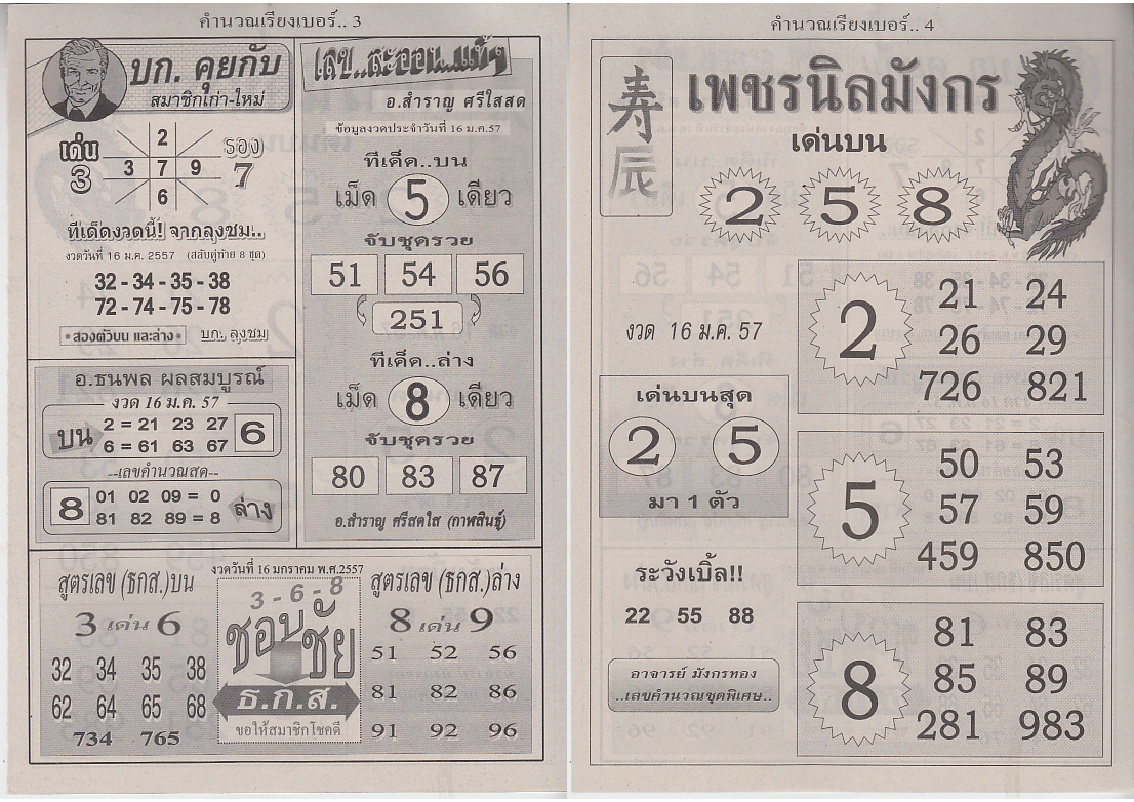 คำนวณเรียงเบอร์.. 3
บก. คุยกับ
สมาชิกเก่า-ใหม่
เด่น
3
2
3 7 9
6
รอง
7
ทีเด็ดงวดนี้! จากลุงชม..
งวดวันที่ 16 ม.ค. 2557 (สลับคู่ท้าย 8 ชุด)
32 - 34 - 35 - 38
72 - 74 - 75 - 78
• สองตัวบน และล่าง •
บก. ลุงชม
อ.ธนพล ผลสมบูรณ์
งวด 16 ม.ค. 57
บน
2 = 21 23 27
6 = 61 63 67
6
--เลขคำนวณสด--
8
01 02 09 = 0
81 82 89 = 8
ล่าง
เลข..ละออน..แท้ๆ
อ.สำราญ ศรีใสสด
ข้อมูลงวดประจำวันที่ 16 ม.ค.57
ทีเด็ด..บน
เม็ด 5 เดียว
จับชุดรวย
51 54 56
251
ทีเด็ด..ล่าง
เม็ด 8 เดียว
จับชุดรวย
80 83 87
อ.สำราญ ศรีสดใส (กาฬสินธุ์)
สูตรเลข (ธกส.)บน
3 เด่น 6
32 34 35 38
62 64 65 68
734 765
งวดวันที่ 16 มกราคม พ.ศ.2557
3 - 6 - 8
ชอบชัย
ธ.ก.ส.
ขอให้สมาชิกโชคดี
สูตรเลข (ธกส.)ล่าง
8 เด่น 9
51 52 56
81 82 86
91 92 96
คำนวณเรียงเบอร์.. 4
壽
辰
เพชรนิลมังกร
เด่นบน
2 5 8
งวด 16 ม.ค. 57
เด่นบนสุด
2 5
มา 1 ตัว
ระวังเบิ้ล!!
22 55 88
อาจารย์ มังกรทอง
..เลขคำนวณชุดพิเศษ..
2
21 24
26 29
726 821
5
50 53
57 59
459 850
8
81 83
85 89
281 983